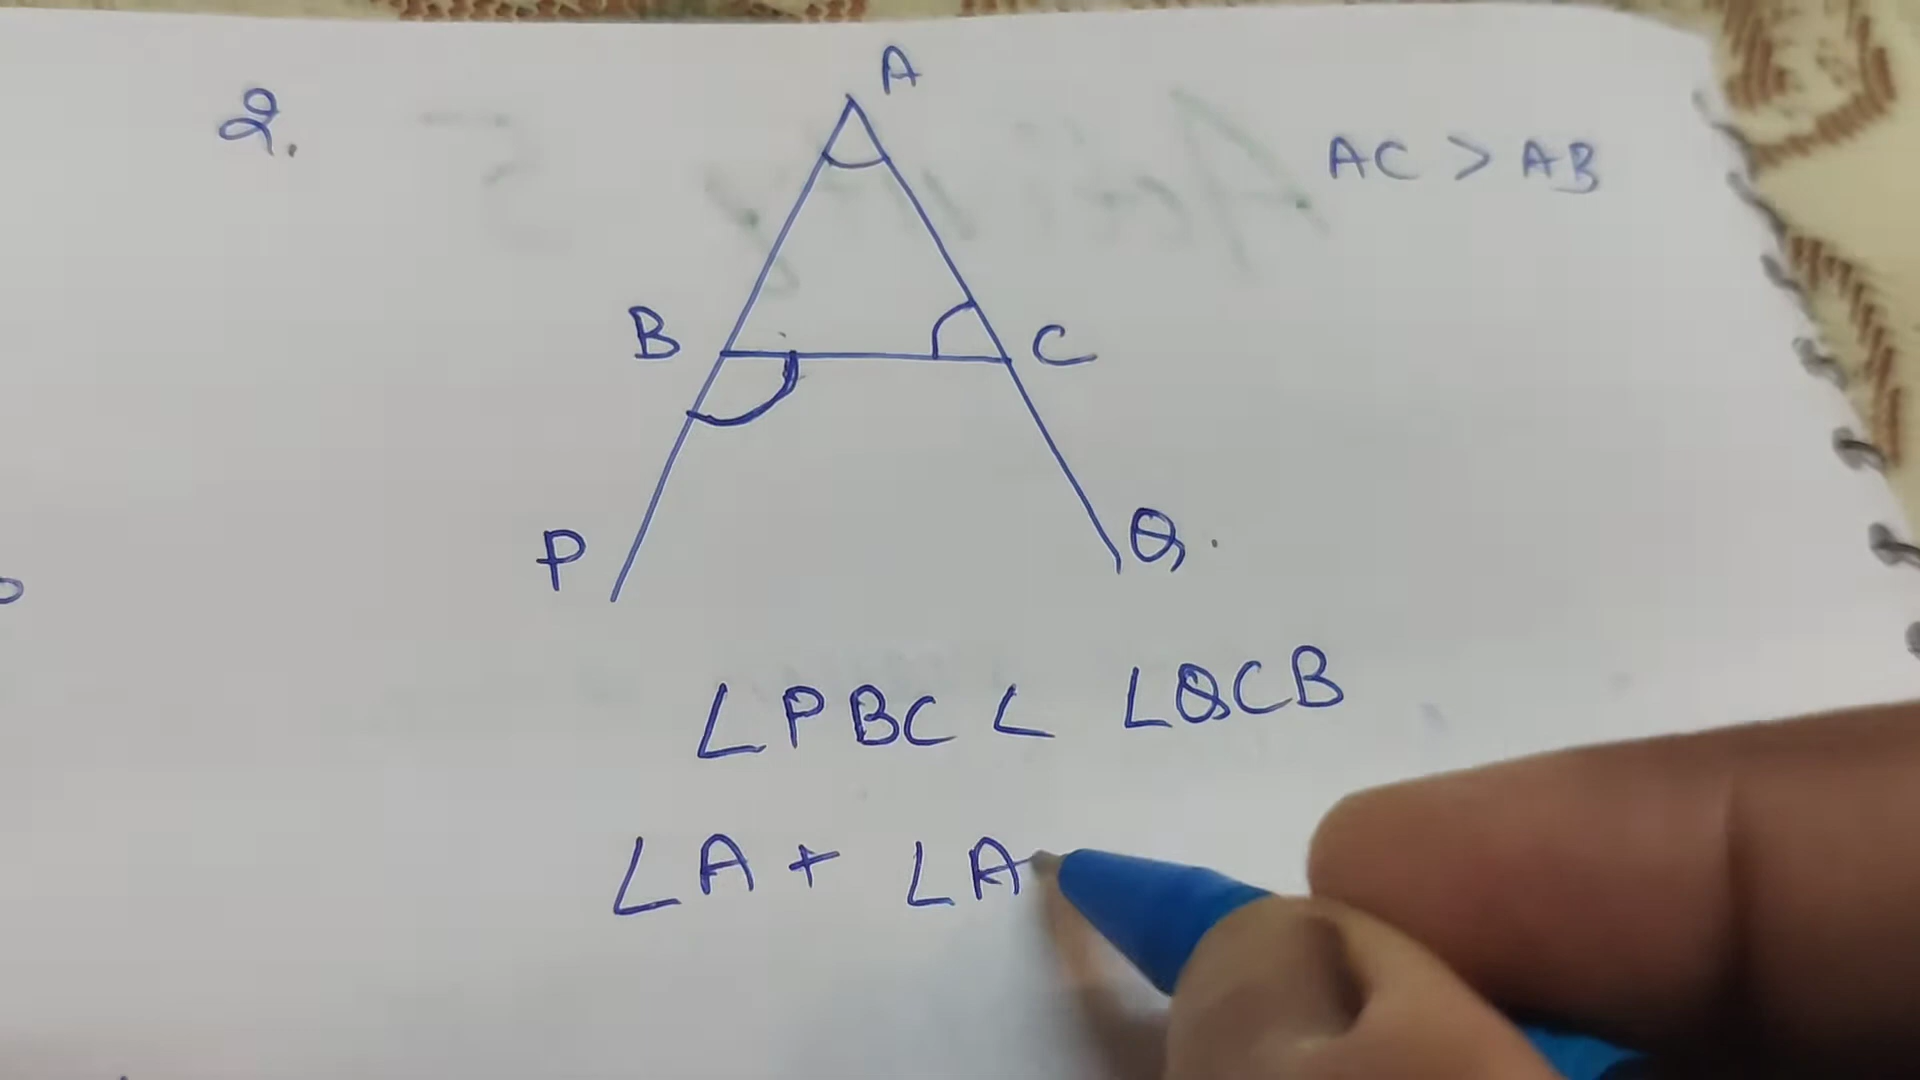 2.
A
AC > AB
B
C
P
Q.
∠PBC < ∠QCB
∠A + ∠A